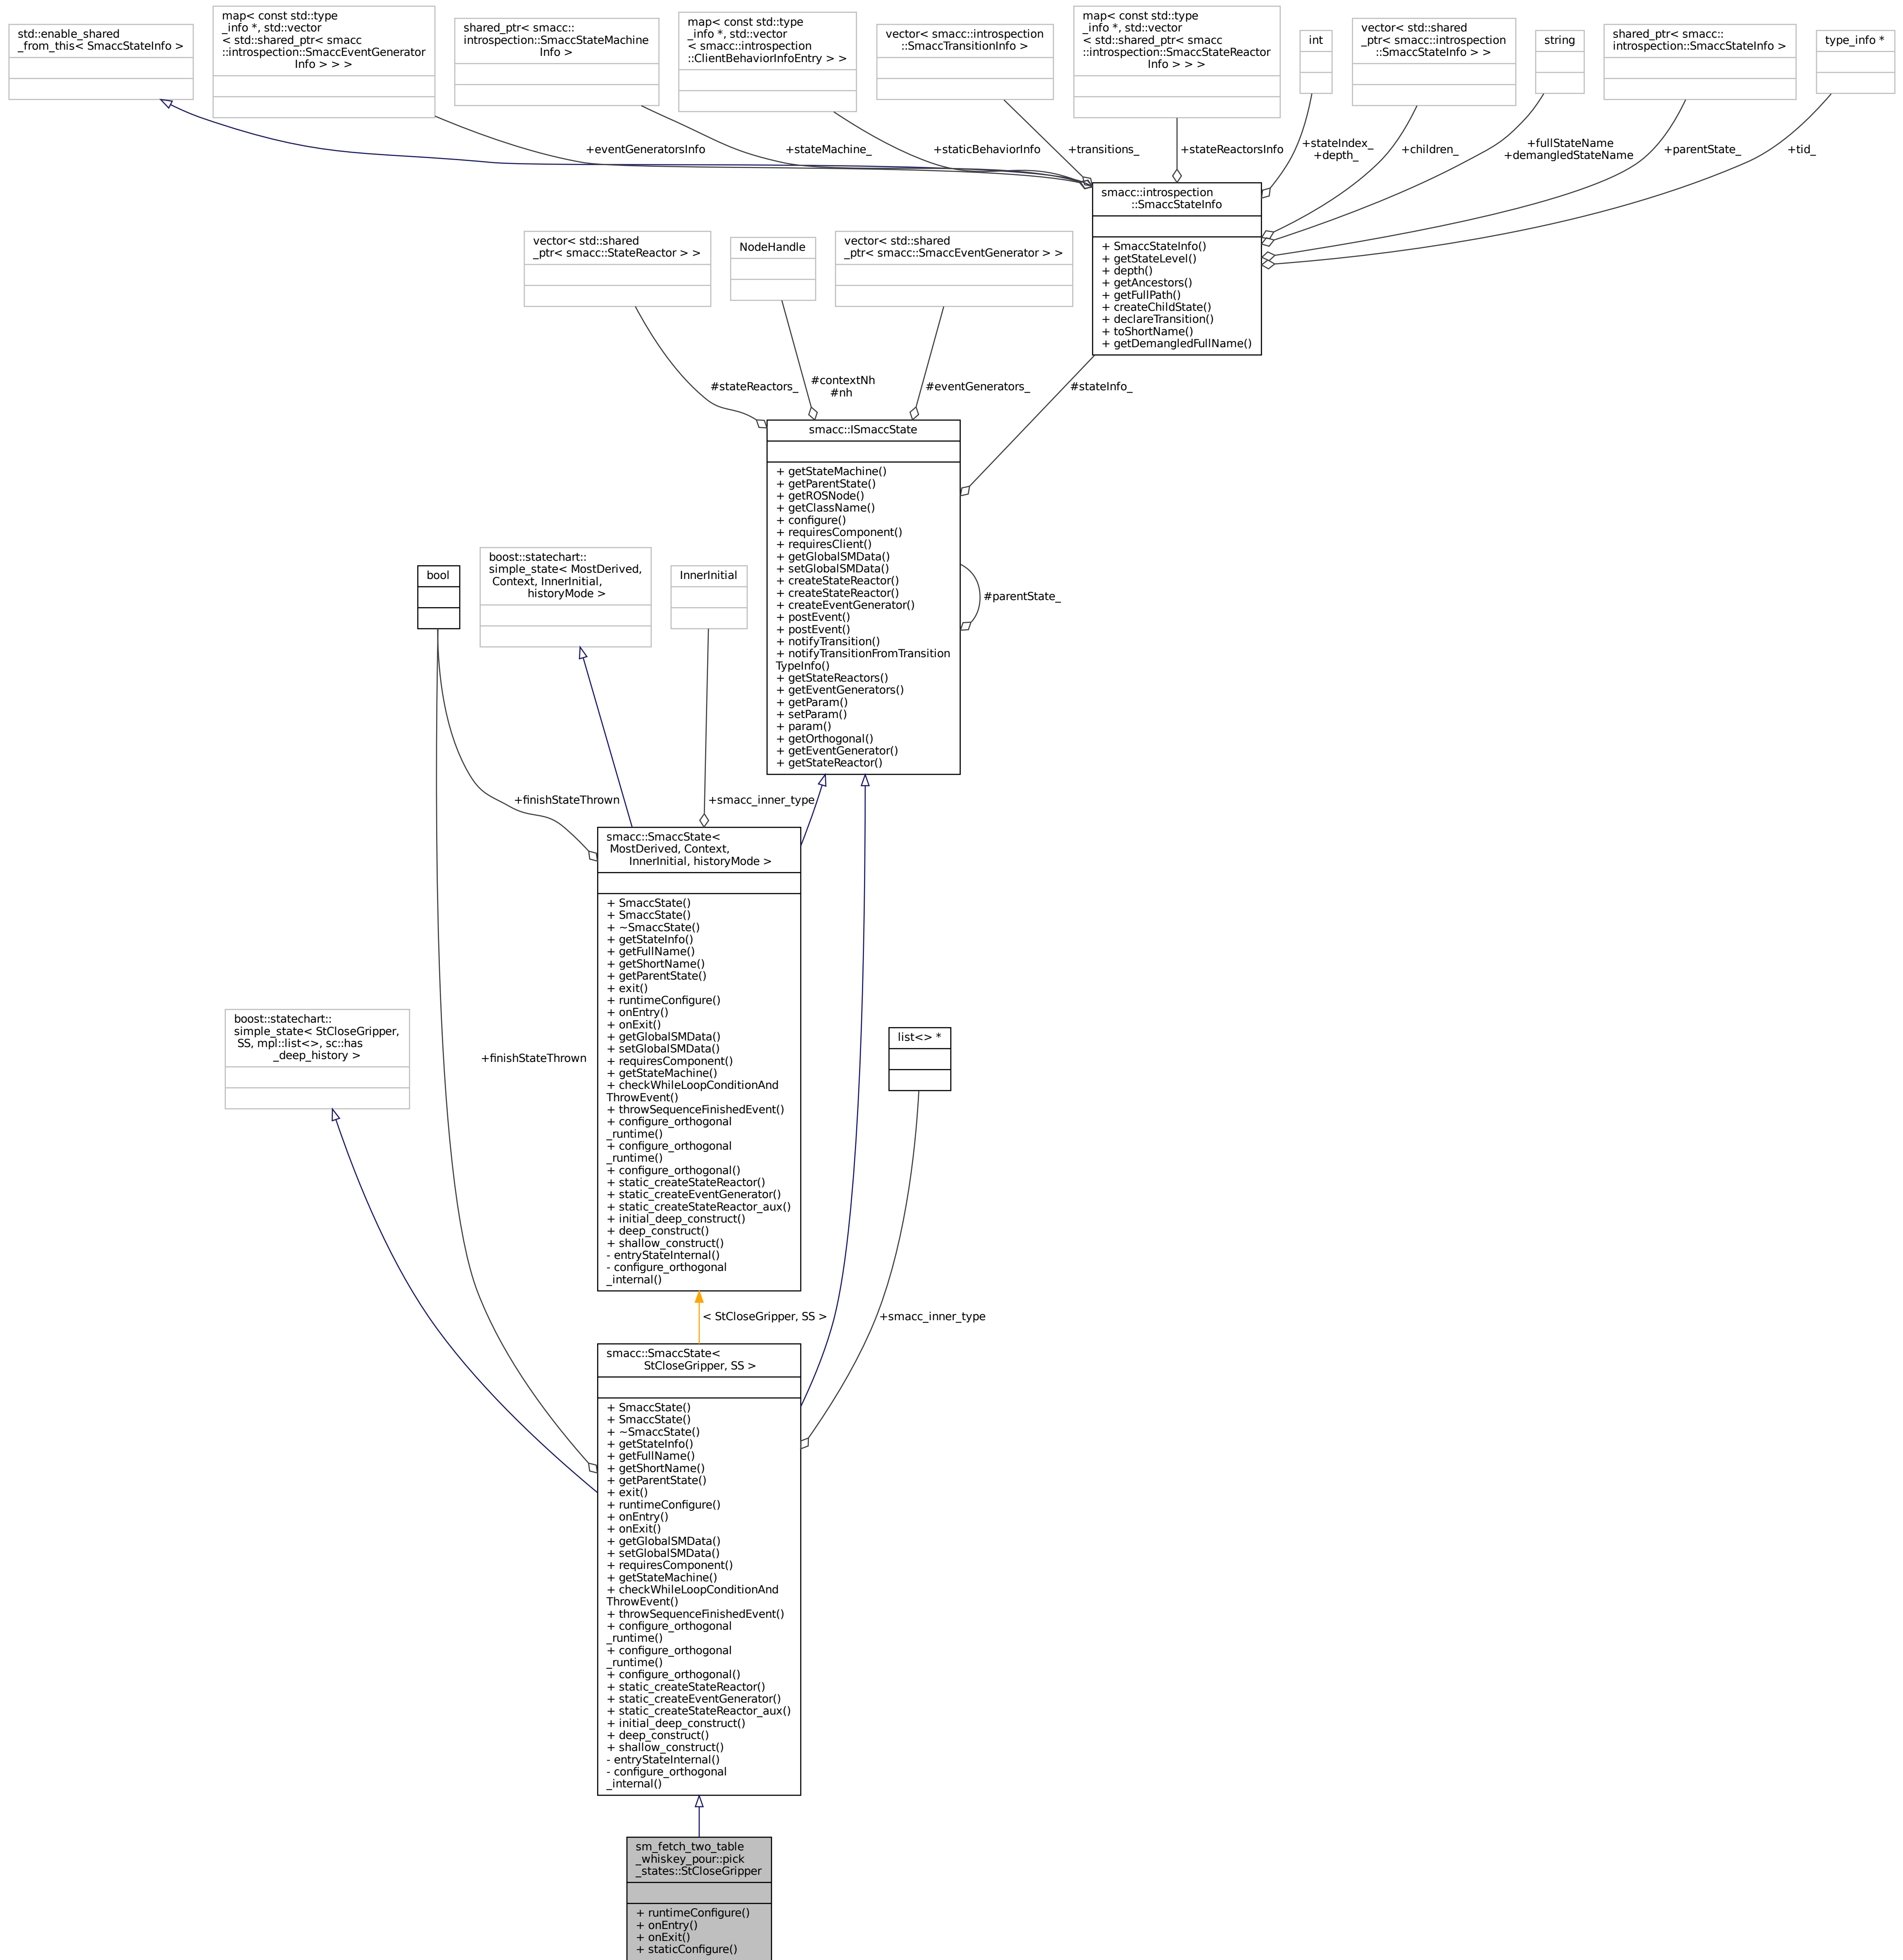 std::enable_shared
_from_this< SmaccStateInfo >
map< const std::type
_info *, std::vector
< std::shared_ptr< smacc
::introspection::SmaccEventGenerator
Info > > >
shared_ptr< smacc::
introspection::SmaccStateMachine
Info >
map< const std::type
_info *, std::vector
< smacc::introspection
::ClientBehaviorInfoEntry > >
vector< smacc::introspection
::SmaccTransitionInfo >
map< const std::type
_info *, std::vector
< std::shared_ptr< smacc
::introspection::SmaccStateReactor
Info > > >
int
vector< std::shared
_ptr< smacc::introspection
::SmaccStateInfo > >
string
shared_ptr< smacc::
introspection::SmaccStateInfo >
type_info *
+eventGeneratorsInfo
+stateMachine_
+staticBehaviorInfo
+transitions_
+stateReactorsInfo
+stateIndex_
+depth_
+children_
+fullStateName
+demangledStateName
+parentState_
+tid_
smacc::introspection
::SmaccStateInfo
+ SmaccStateInfo()
+ getStateLevel()
+ depth()
+ getAncestors()
+ getFullPath()
+ createChildState()
+ declareTransition()
+ toShortName()
+ getDemangledFullName()
vector< std::shared
_ptr< smacc::StateReactor > >
NodeHandle
vector< std::shared
_ptr< smacc::SmaccEventGenerator > >
#stateReactors_
#contextNh
#nh
#eventGenerators_
#stateInfo_
smacc::ISmaccState
+ getStateMachine()
+ getParentState()
+ getROSNode()
+ getClassName()
+ configure()
+ requiresComponent()
+ requiresClient()
+ getGlobalSMData()
+ setGlobalSMData()
+ createStateReactor()
+ createStateReactor()
+ createEventGenerator()
+ postEvent()
+ postEvent()
+ notifyTransition()
+ notifyTransitionFromTransition
TypeInfo()
+ getStateReactors()
+ getEventGenerators()
+ getParam()
+ setParam()
+ param()
+ getOrthogonal()
+ getEventGenerator()
+ getStateReactor()
#parentState_
bool
boost::statechart::
simple_state< MostDerived,
Context, InnerInitial,
historyMode >
InnerInitial
+finishStateThrown
+smacc_inner_type
smacc::SmaccState<
MostDerived, Context,
InnerInitial, historyMode >
+ SmaccState()
+ SmaccState()
+ ~SmaccState()
+ getStateInfo()
+ getFullName()
+ getShortName()
+ getParentState()
+ exit()
+ runtimeConfigure()
+ onEntry()
+ onExit()
+ getGlobalSMData()
+ setGlobalSMData()
+ requiresComponent()
+ getStateMachine()
+ checkWhileLoopConditionAnd
ThrowEvent()
+ throwSequenceFinishedEvent()
+ configure_orthogonal
_runtime()
+ configure_orthogonal
_runtime()
+ configure_orthogonal()
+ static_createStateReactor()
+ static_createEventGenerator()
+ static_createStateReactor_aux()
+ initial_deep_construct()
+ deep_construct()
+ shallow_construct()
- entryStateInternal()
- configure_orthogonal
_internal()
boost::statechart::
simple_state< StCloseGripper,
SS, mpl::list<>, sc::has
_deep_history >
+finishStateThrown
list<> *
< StCloseGripper, SS >
+smacc_inner_type
smacc::SmaccState<
StCloseGripper, SS >
+ SmaccState()
+ SmaccState()
+ ~SmaccState()
+ getStateInfo()
+ getFullName()
+ getShortName()
+ getParentState()
+ exit()
+ runtimeConfigure()
+ onEntry()
+ onExit()
+ getGlobalSMData()
+ setGlobalSMData()
+ requiresComponent()
+ getStateMachine()
+ checkWhileLoopConditionAnd
ThrowEvent()
+ throwSequenceFinishedEvent()
+ configure_orthogonal
_runtime()
+ configure_orthogonal
_runtime()
+ configure_orthogonal()
+ static_createStateReactor()
+ static_createEventGenerator()
+ static_createStateReactor_aux()
+ initial_deep_construct()
+ deep_construct()
+ shallow_construct()
- entryStateInternal()
- configure_orthogonal
_internal()
sm_fetch_two_table
_whiskey_pour::pick
_states::StCloseGripper
+ runtimeConfigure()
+ onEntry()
+ onExit()
+ staticConfigure()